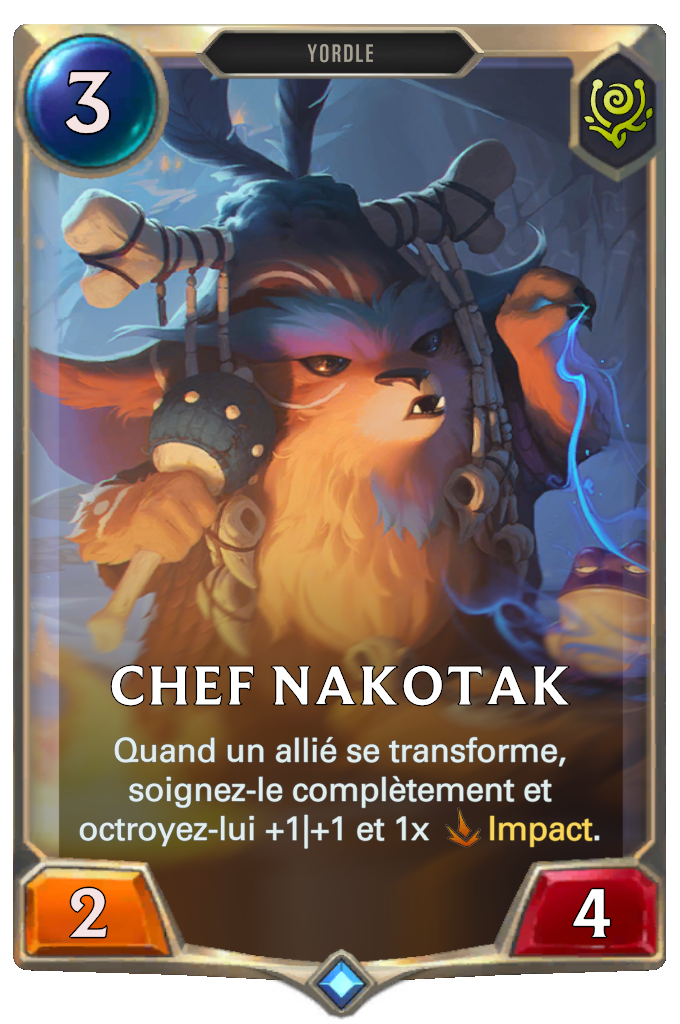 3
YORDLE
CHEF NAKOTAK
Quand un allié se transforme,
soignez-le complètement et
octroyez-lui +1|+1 et 1x Impact.
2
4